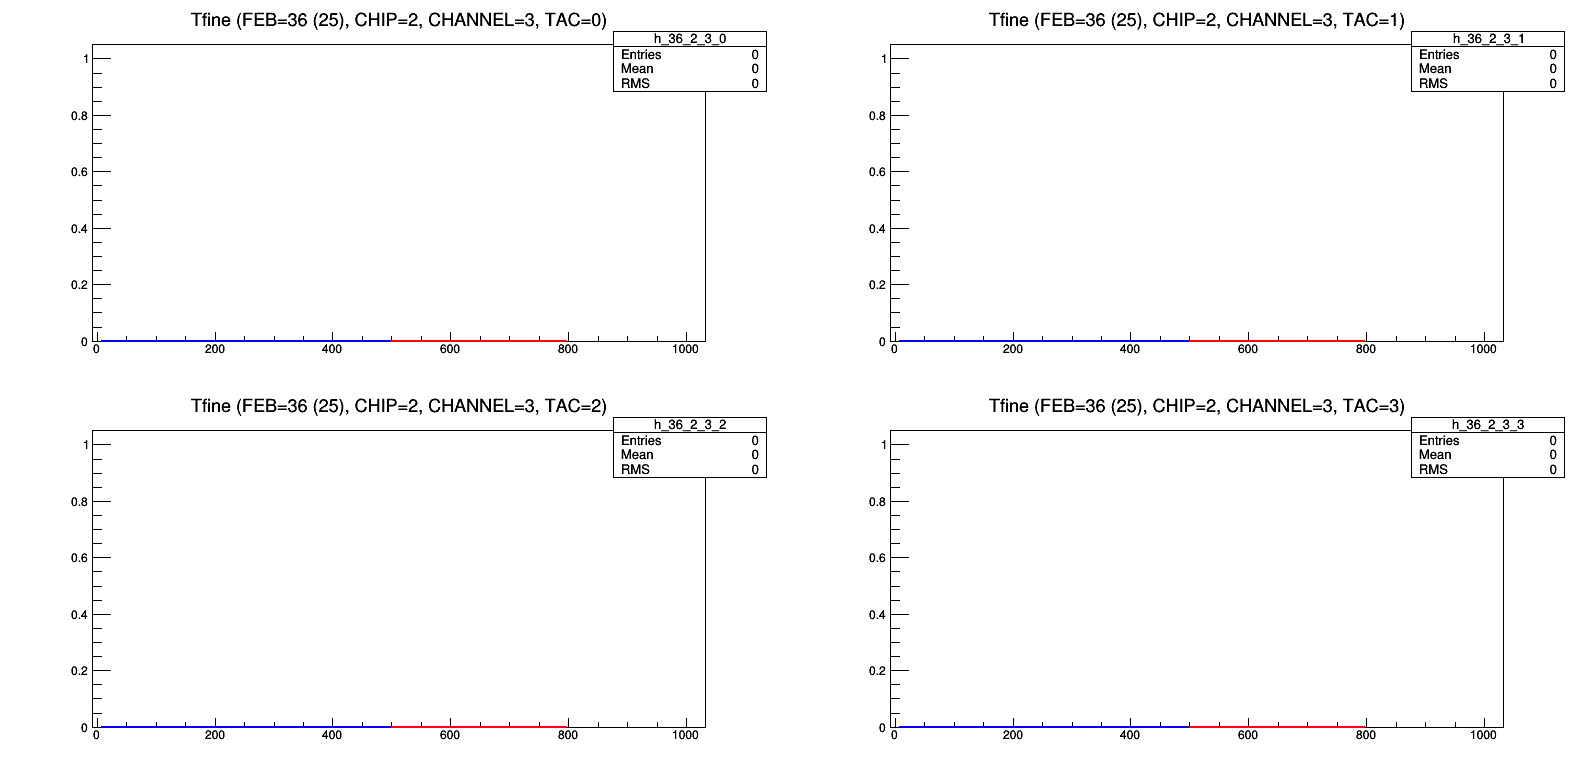 Tfine (FEB=36 (25), CHIP=2, CHANNEL=3, TAC=0)
h_36_2_3_0
Entries 0
Mean 0
RMS 0
1
0.8
0.6
0.4
0.2
0
0 200 400 600 800 1000
Tfine (FEB=36 (25), CHIP=2, CHANNEL=3, TAC=1)
h_36_2_3_1
Entries 0
Mean 0
RMS 0
1
0.8
0.6
0.4
0.2
0
0 200 400 600 800 1000
Tfine (FEB=36 (25), CHIP=2, CHANNEL=3, TAC=2)
h_36_2_3_2
Entries 0
Mean 0
RMS 0
1
0.8
0.6
0.4
0.2
0
0 200 400 600 800 1000
Tfine (FEB=36 (25), CHIP=2, CHANNEL=3, TAC=3)
h_36_2_3_3
Entries 0
Mean 0
RMS 0
1
0.8
0.6
0.4
0.2
0
0 200 400 600 800 1000